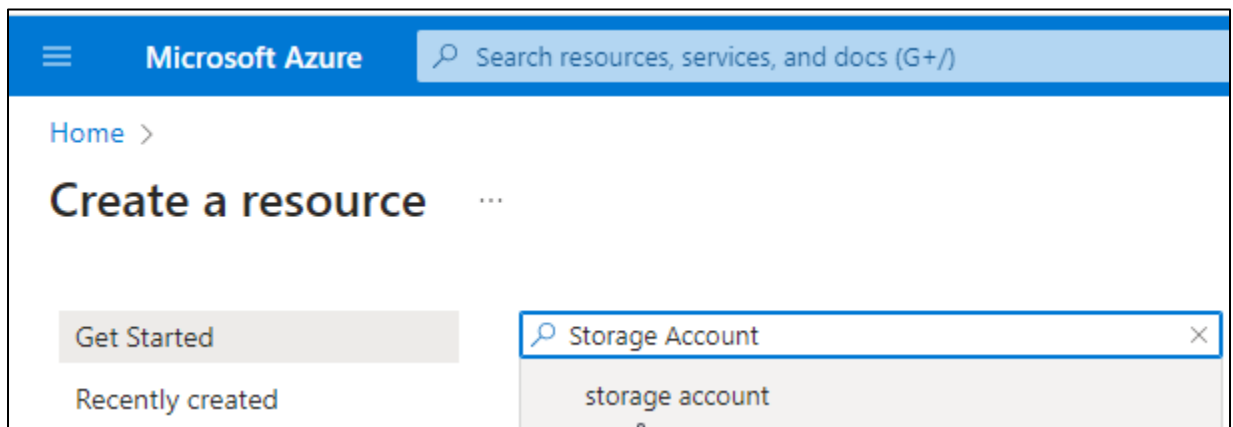 Microsoft Azure
Search resources, services, and docs (G+/)
Home >
Create a resource ...
Get Started
Storage Account
Recently created
storage account